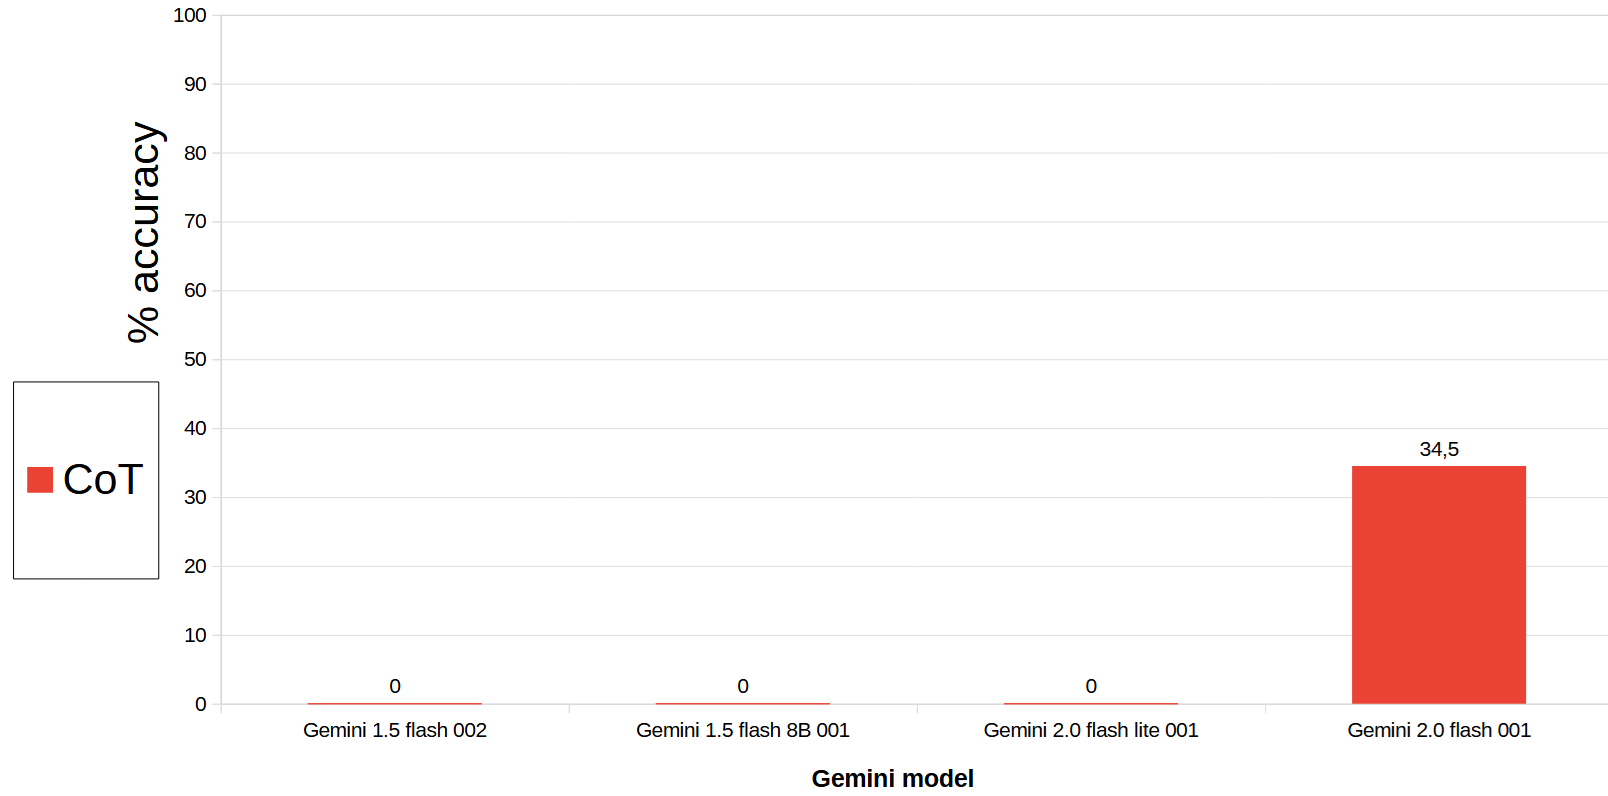 100
90
80
70
60
50
40
30
20
10
0
% accuracy
CoT
0
0
0
34,5
Gemini 1.5 flash 002
Gemini 1.5 flash 8B 001
Gemini 2.0 flash lite 001
Gemini 2.0 flash 001
Gemini model